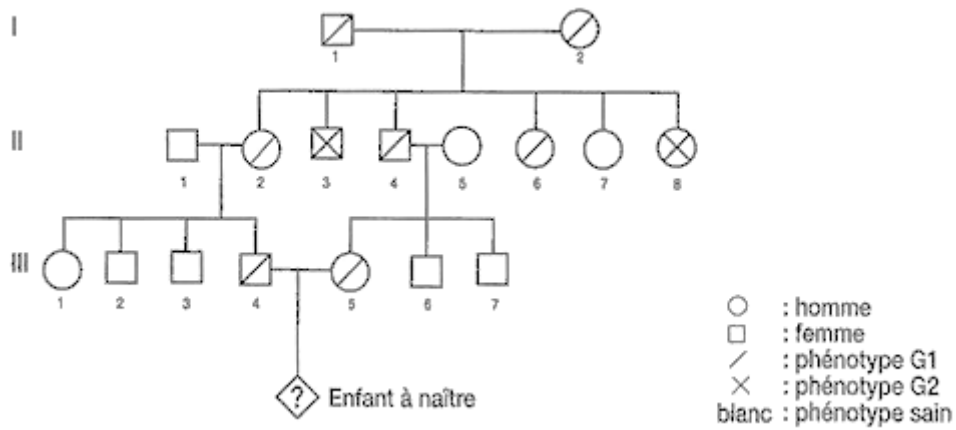 I
1 2
II
1 2 3 4 5 6 7 8
III
1 2 3 4 5 6 7
? Enfant à naître
: homme
: femme
: phénotype G1
: phénotype G2
blanc : phénotype sain